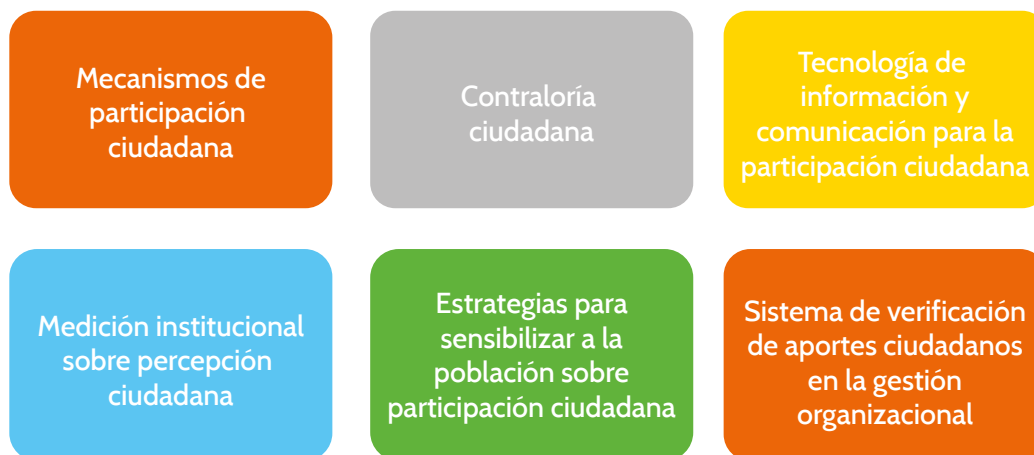 Mecanismos de
participación
ciudadana
Contraloría
ciudadana
Tecnología de
información y
comunicación para la
participación ciudadana
Medición institucional
sobre percepción
ciudadana
Estrategias para
sensibilizar a la
población sobre
participación ciudadana
Sistema de verificación
de aportes ciudadanos
en la gestión
organizacional